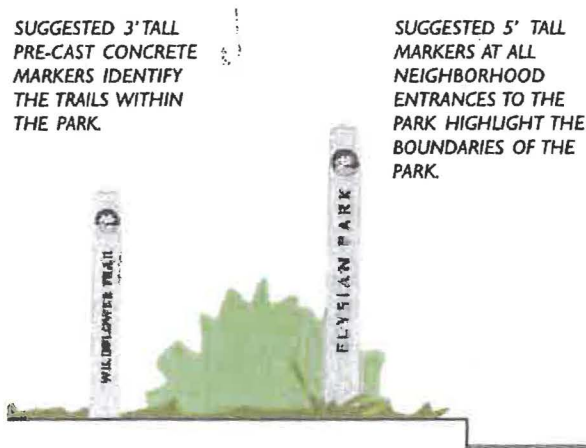 SUGGESTED 3' TALL
PRE-CAST CONCRETE
MARKERS IDENTIFY
THE TRAILS WITHIN
THE PARK.
SUGGESTED 5' TALL
MARKERS AT ALL
NEIGHBORHOOD
ENTRANCES TO THE
PARK HIGHLIGHT THE
BOUNDARIES OF THE
PARK.
WILDFLOWER TRAIL
ELYSIAN PARK